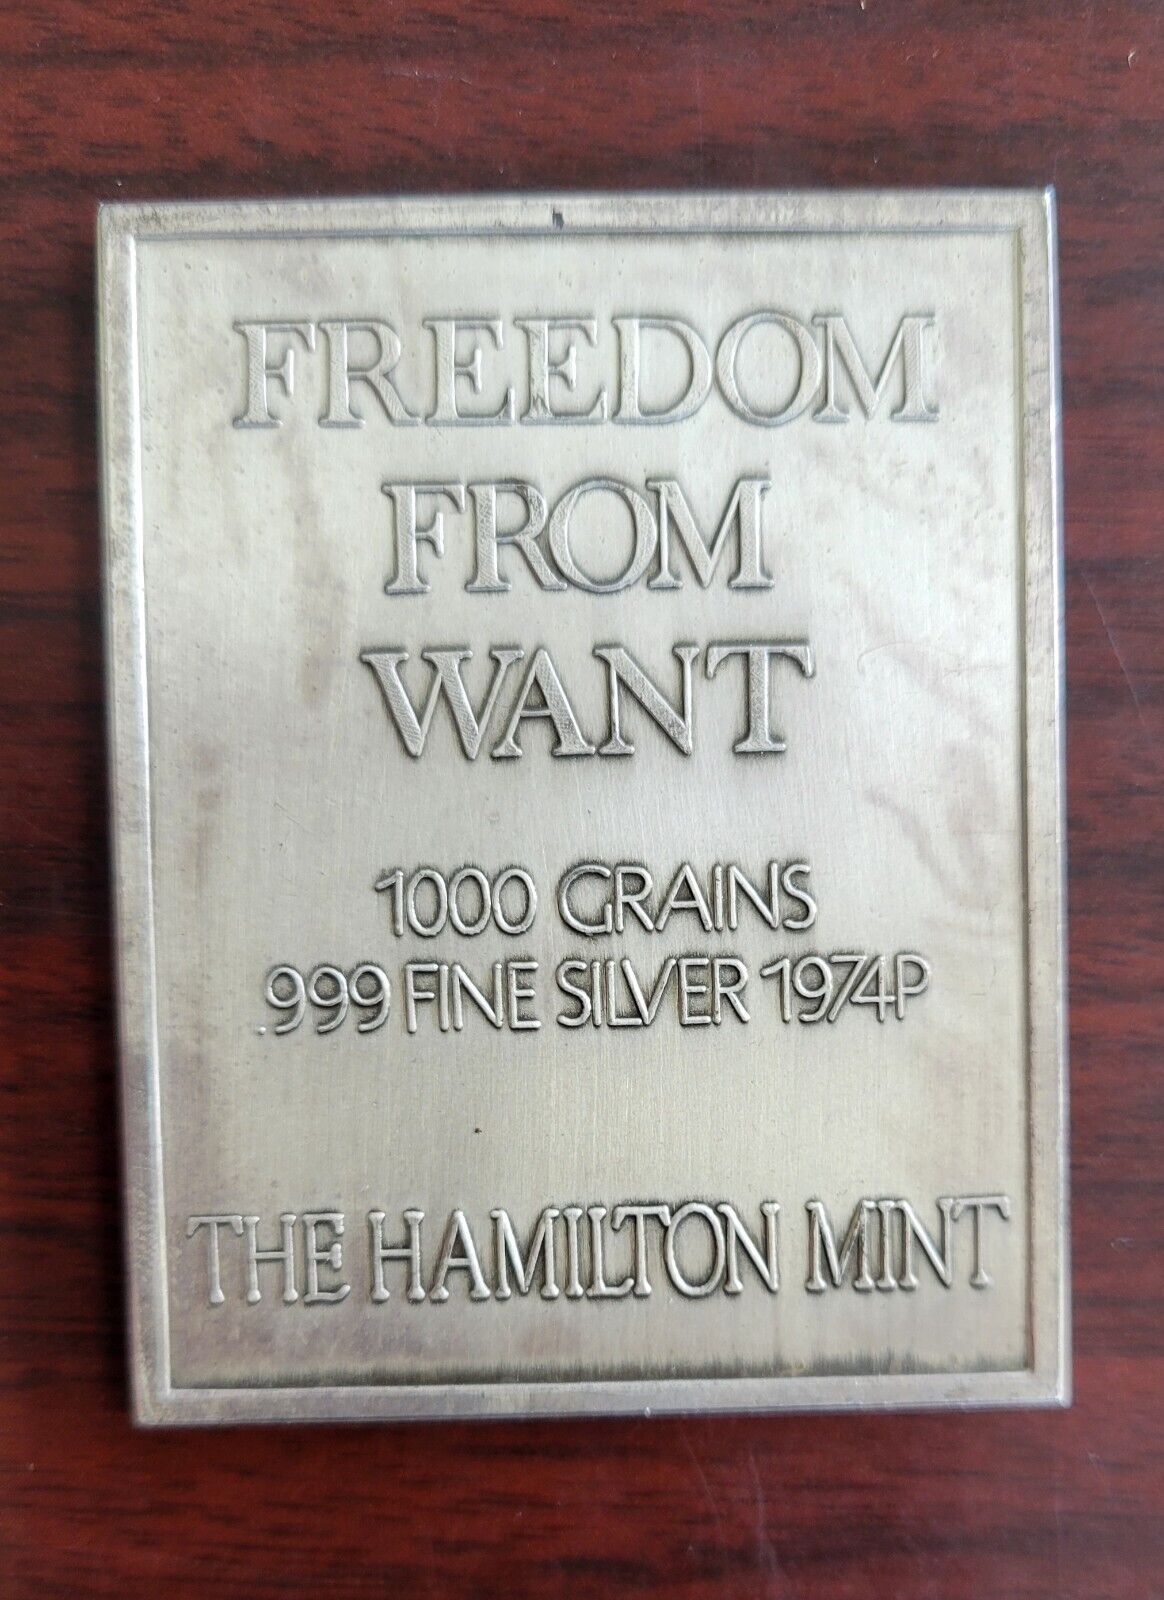 FREEDOM
FROM
WANT
1000 GRAINS
.999 FINE SILVER 1974P
THE HAMILTON MINT